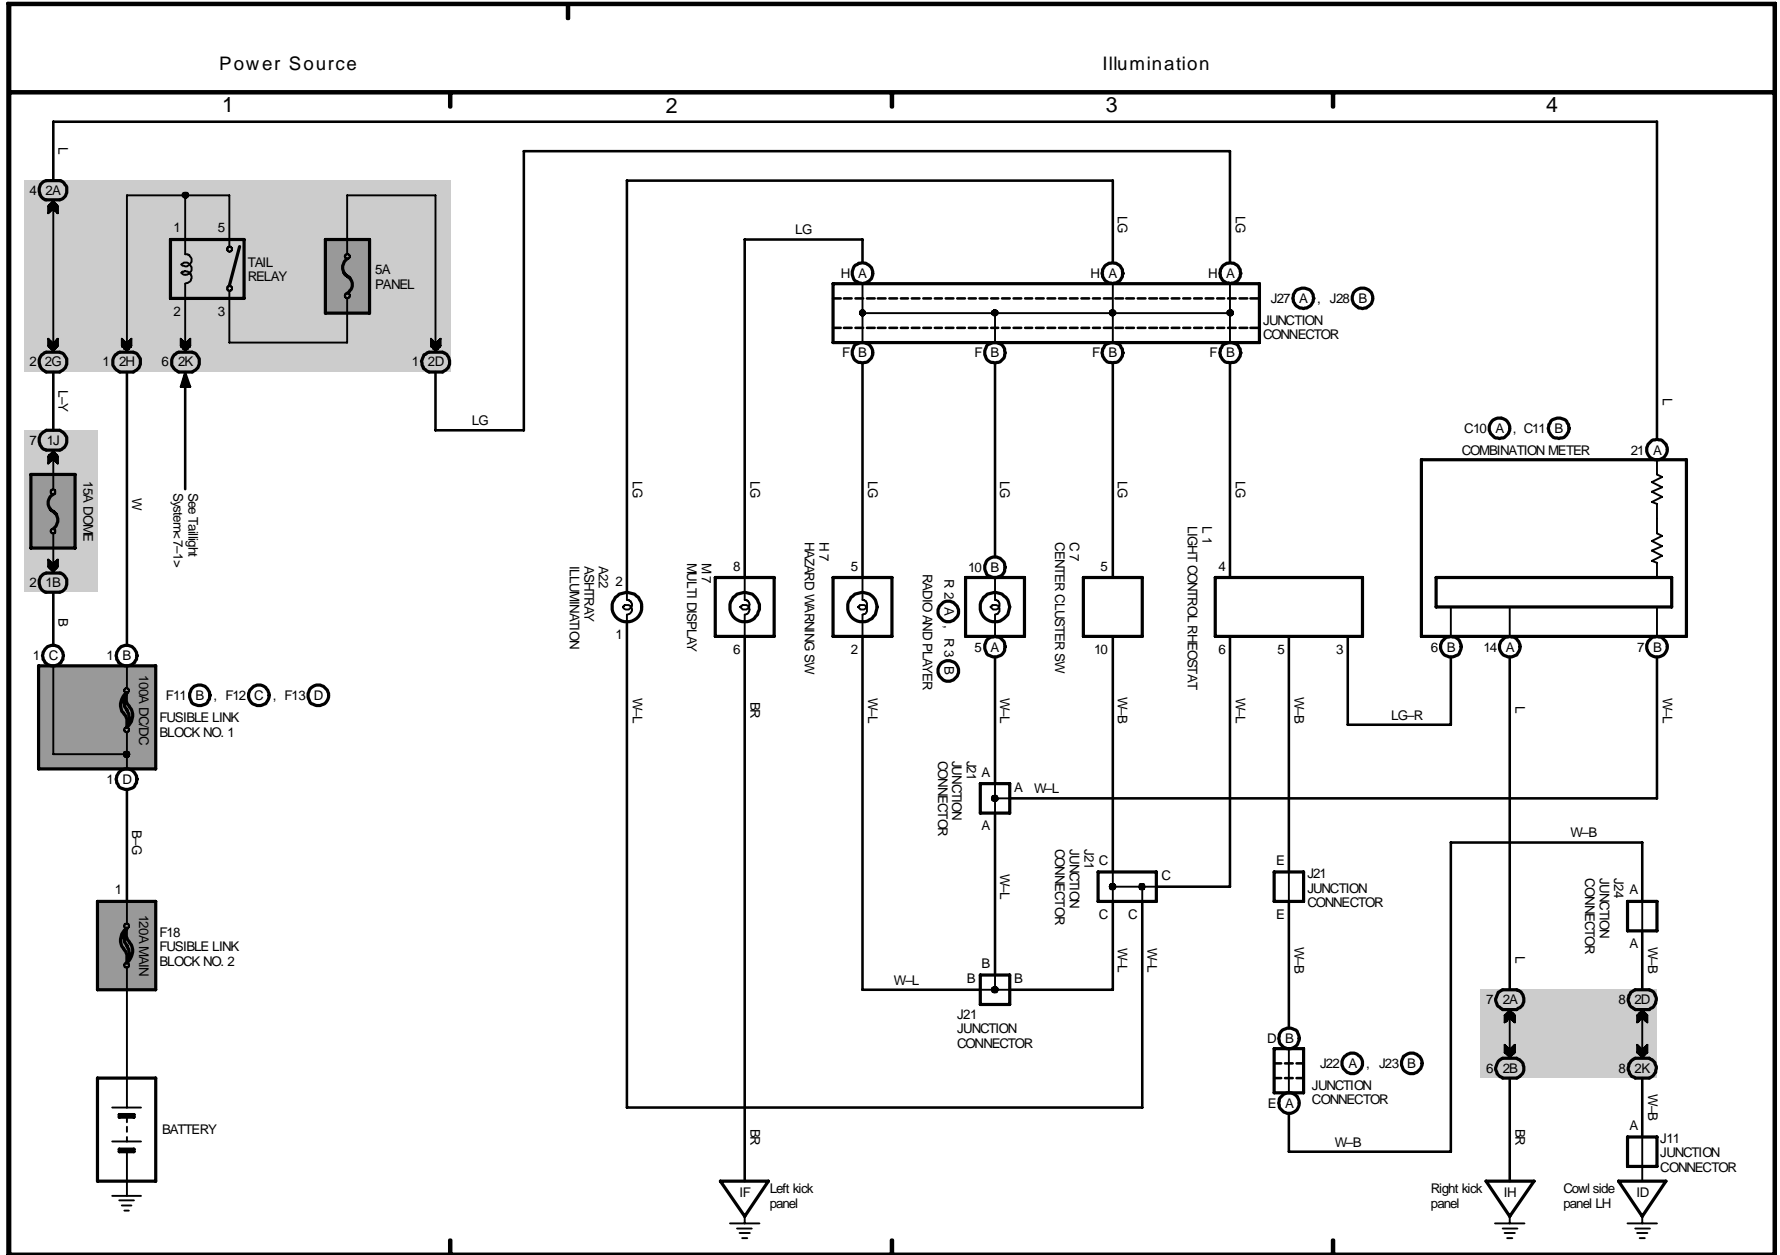 Power Source
Illumination
1
2
3
4
L
4
2A
1
5
TAIL
RELAY
5A
PANEL
2
3
2
2G
1
2H
6
2K
1
2D
LG
L–Y
7
1J
15A DOME
2
1B
B
W
See Taillight
System<7–1>
1
C
1
B
100A DC/DC
F11 B , F12 C , F13 D
FUSIBLE LINK
BLOCK NO. 1
1
D
B–G
1
120A MAIN
F18
FUSIBLE LINK
BLOCK NO. 2
BATTERY
LG
LG
LG
H A
H A
H A
J27 A , J28 B
JUNCTION
CONNECTOR
F B
F B
F B
F B
LG
LG
LG
LG
LG
LG
2
A22
ASHTRAY
ILLUMINATION
1
8
M 7
MULTI DISPLAY
6
5
H 7
HAZARD WARNING SW
2
10 B
R 2 A , R 3 B
RADIO AND PLAYER
5 A
5
C 7
CENTER CLUSTER SW
10
4
L 1
LIGHT CONTROL RHEOSTAT
6
5
3
W–L
BR
W–L
W–L
W–B
W–L
W–B
LG–R
L
C10 A , C11 B
COMBINATION METER
21 A
6 B
14 A
7 B
L
W–L
A
J21
JUNCTION
CONNECTOR
A
W–L
A
W–L
C
J21
JUNCTION
CONNECTOR
C
C
C
W–L
W–L
W–L
B
B
B
J21
JUNCTION
CONNECTOR
E
J21
JUNCTION
CONNECTOR
E
W–B
D B
J22 A , J23 B
JUNCTION
CONNECTOR
E A
W–B
W–B
A
J24
JUNCTION
CONNECTOR
A
L
W–B
7
2A
8
2D
6
2B
8
2K
BR
W–B
A
J11
JUNCTION
CONNECTOR
BR
IF
Left kick
panel
Right kick
panel
IH
Cowl side
panel LH
ID